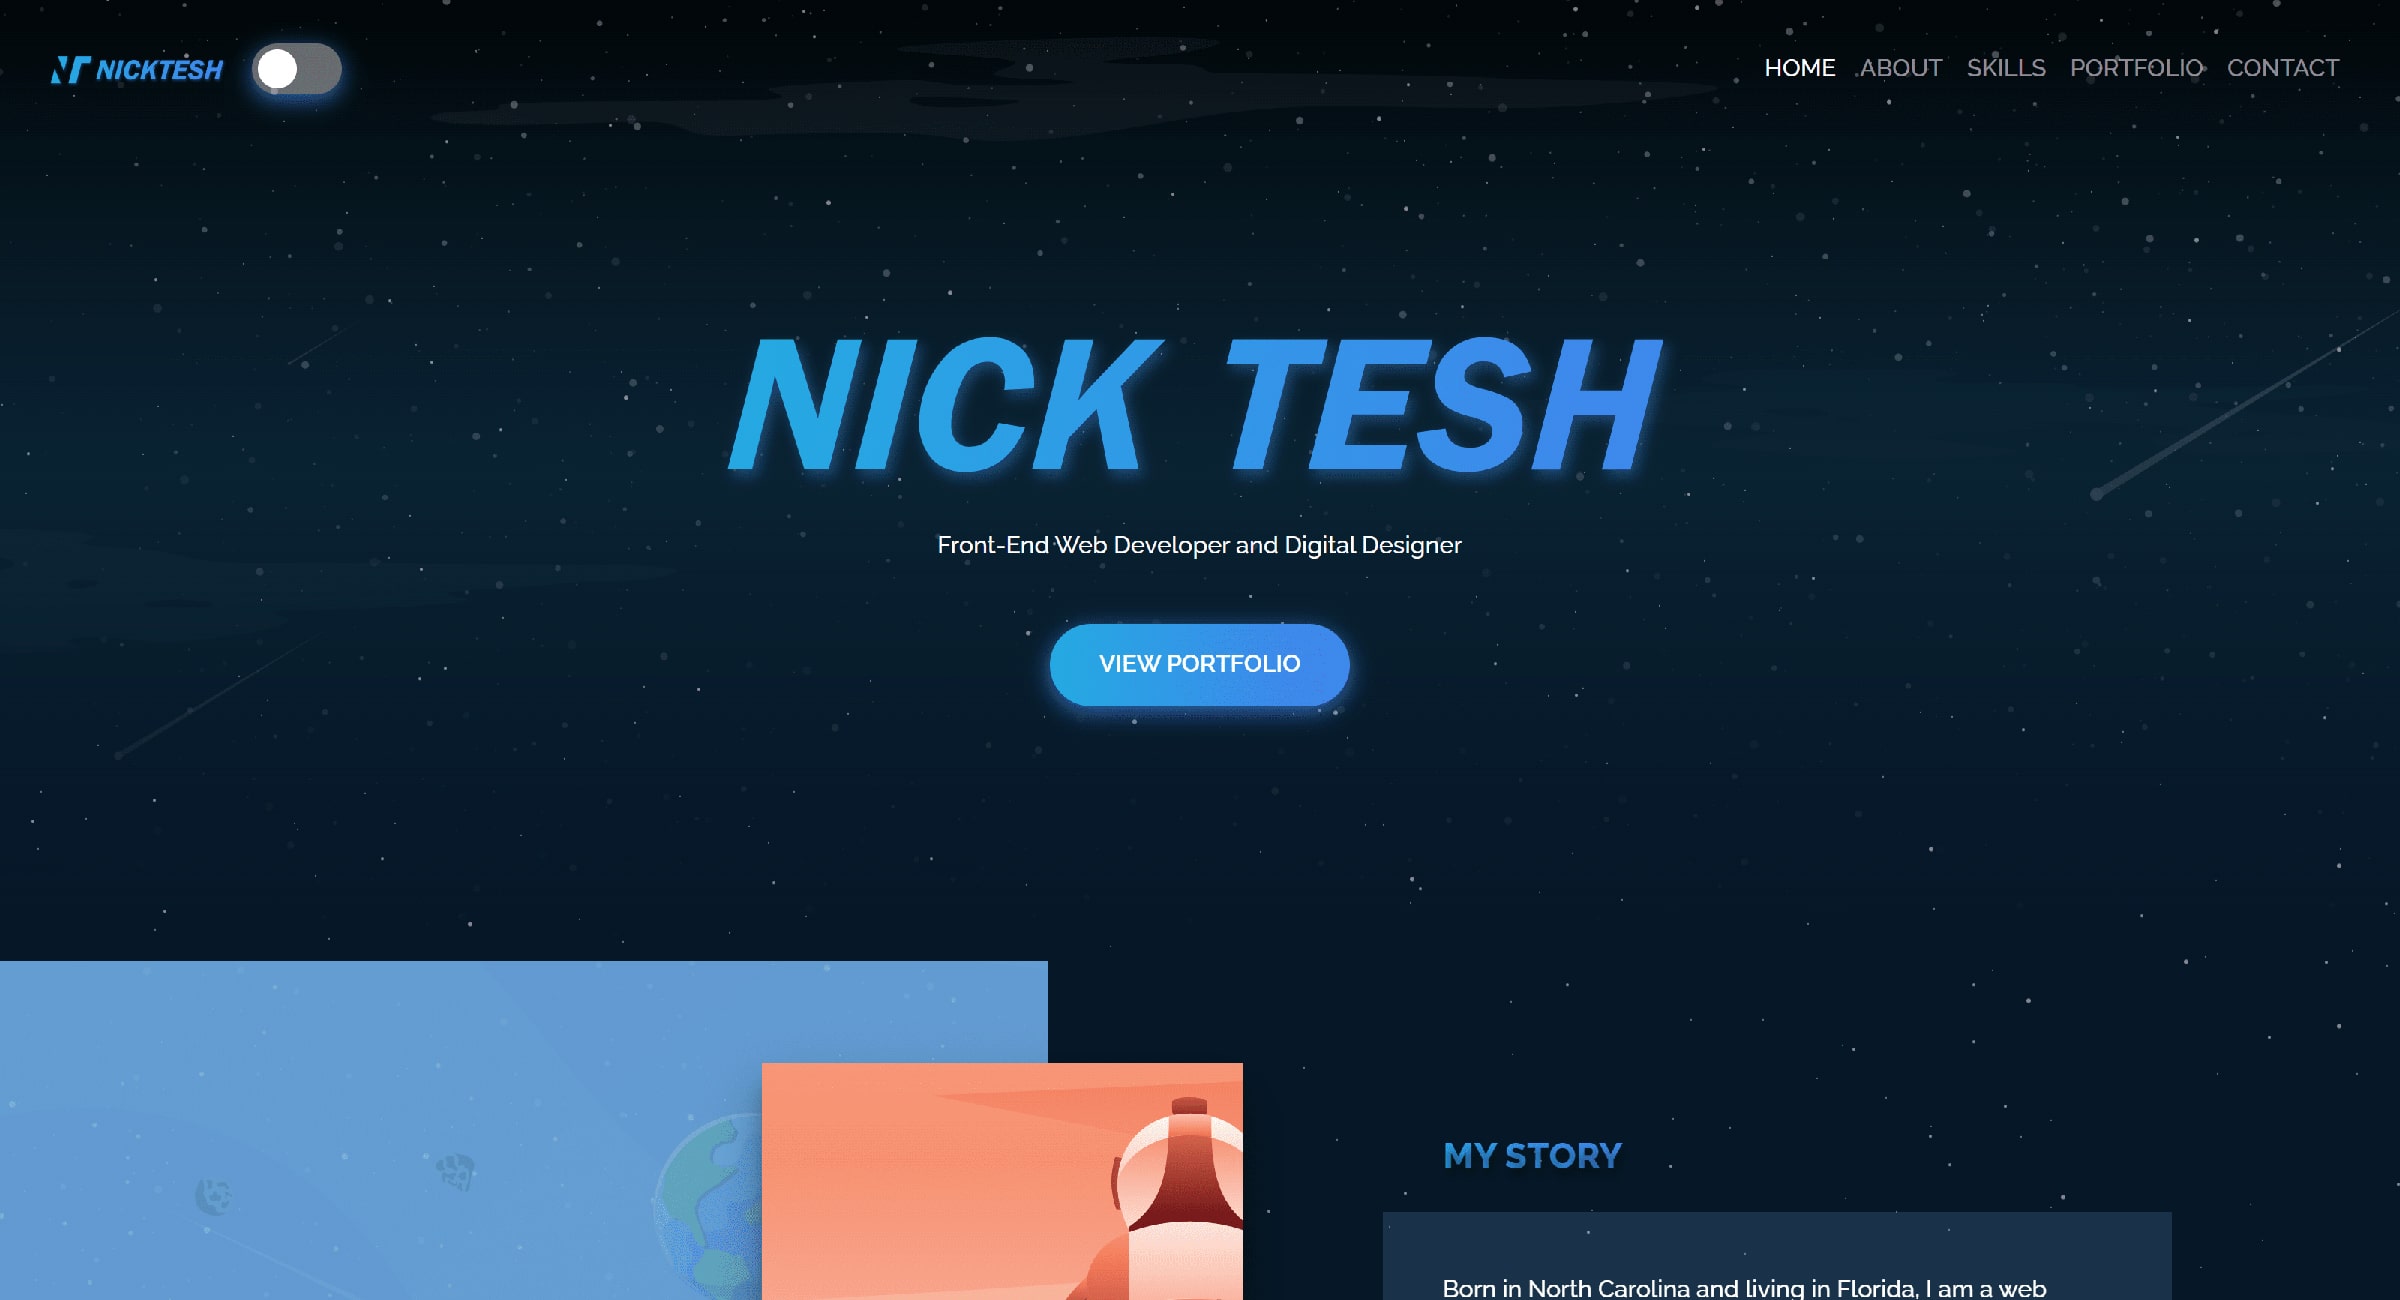 NICKTESH
HOME ABOUT SKILLS PORTFOLIO CONTACT
NICK TESH
Front-End Web Developer and Digital Designer
VIEW PORTFOLIO
MY STORY
Born in North Carolina and living in Florida, I am a web